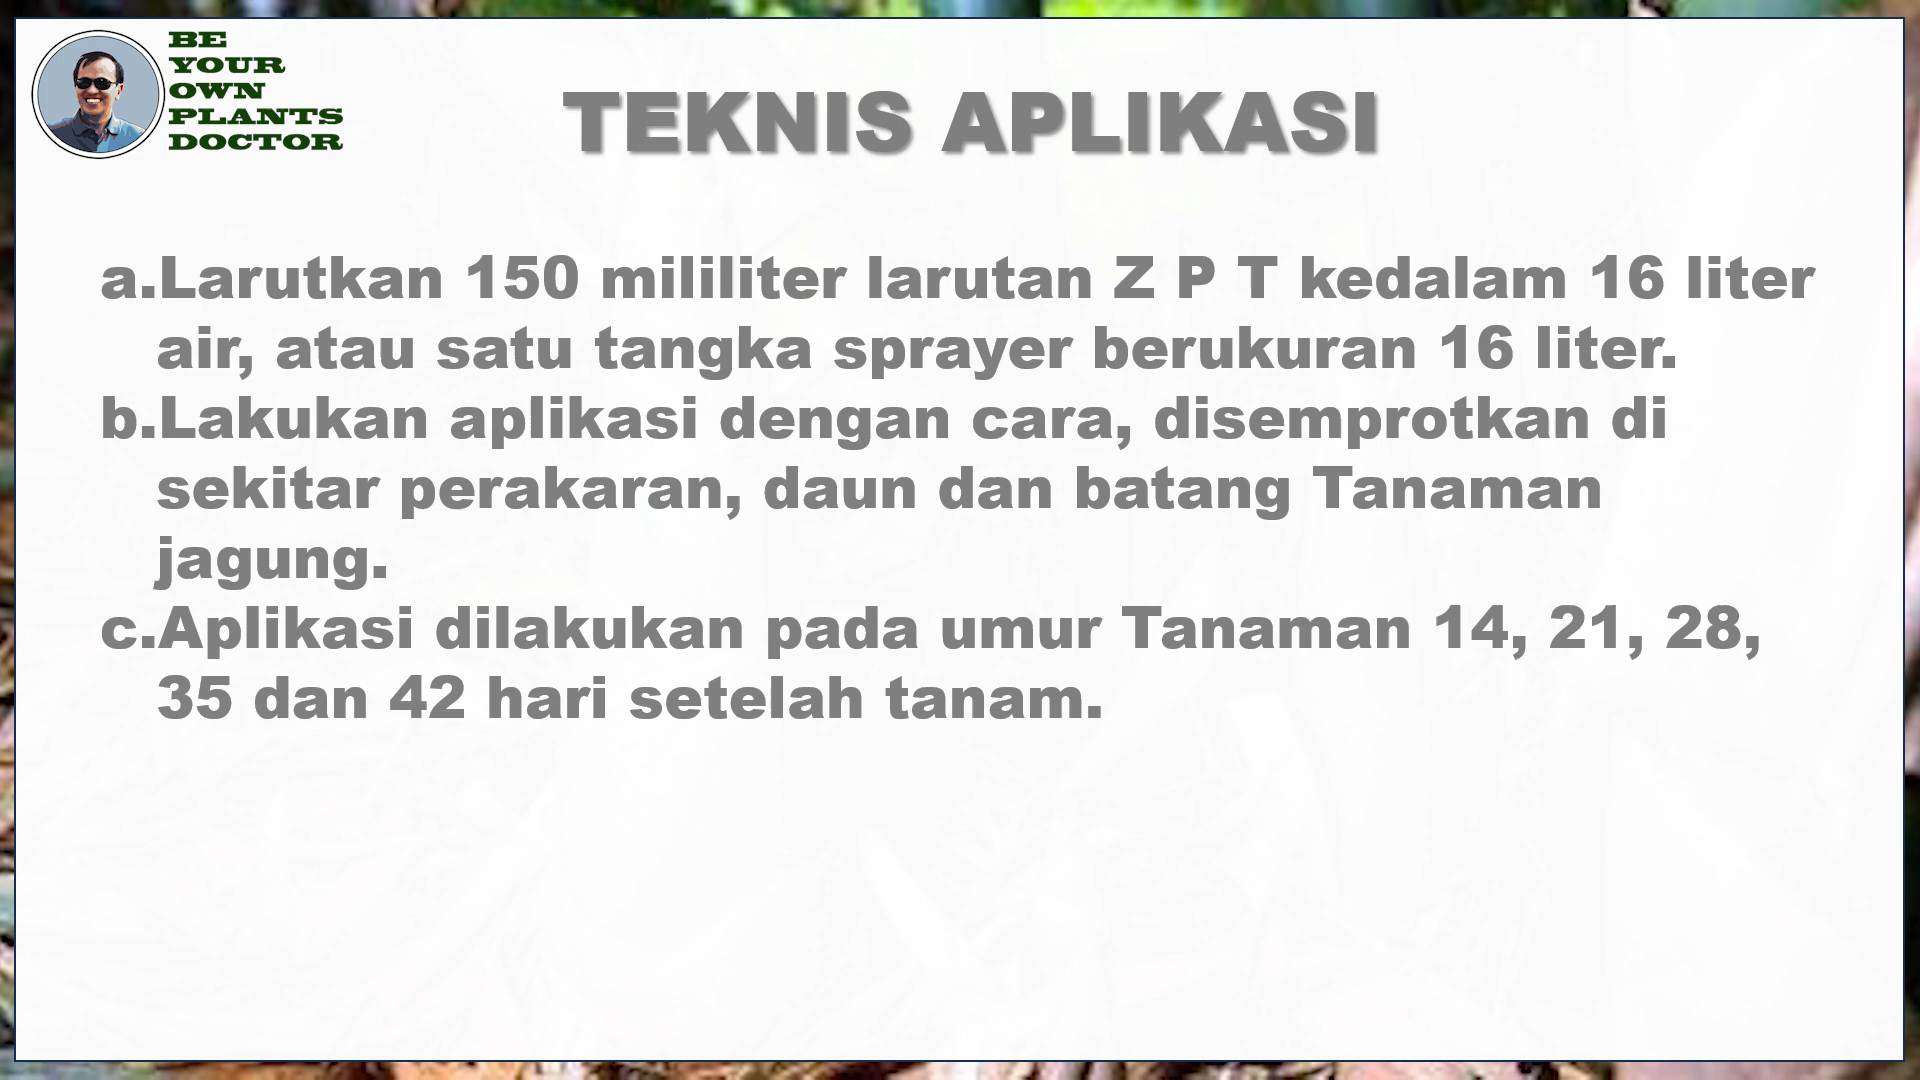 BE
YOUR
OWN
PLANTS
DOCTOR
TEKNIS APLIKASI
a.Larutkan 150 mililiter larutan Z P T kedalam 16 liter
air, atau satu tangka sprayer berukuran 16 liter.
b.Lakukan aplikasi dengan cara, disemprotkan di
sekitar perakaran, daun dan batang Tanaman
jagung.
c.Aplikasi dilakukan pada umur Tanaman 14, 21, 28,
35 dan 42 hari setelah tanam.